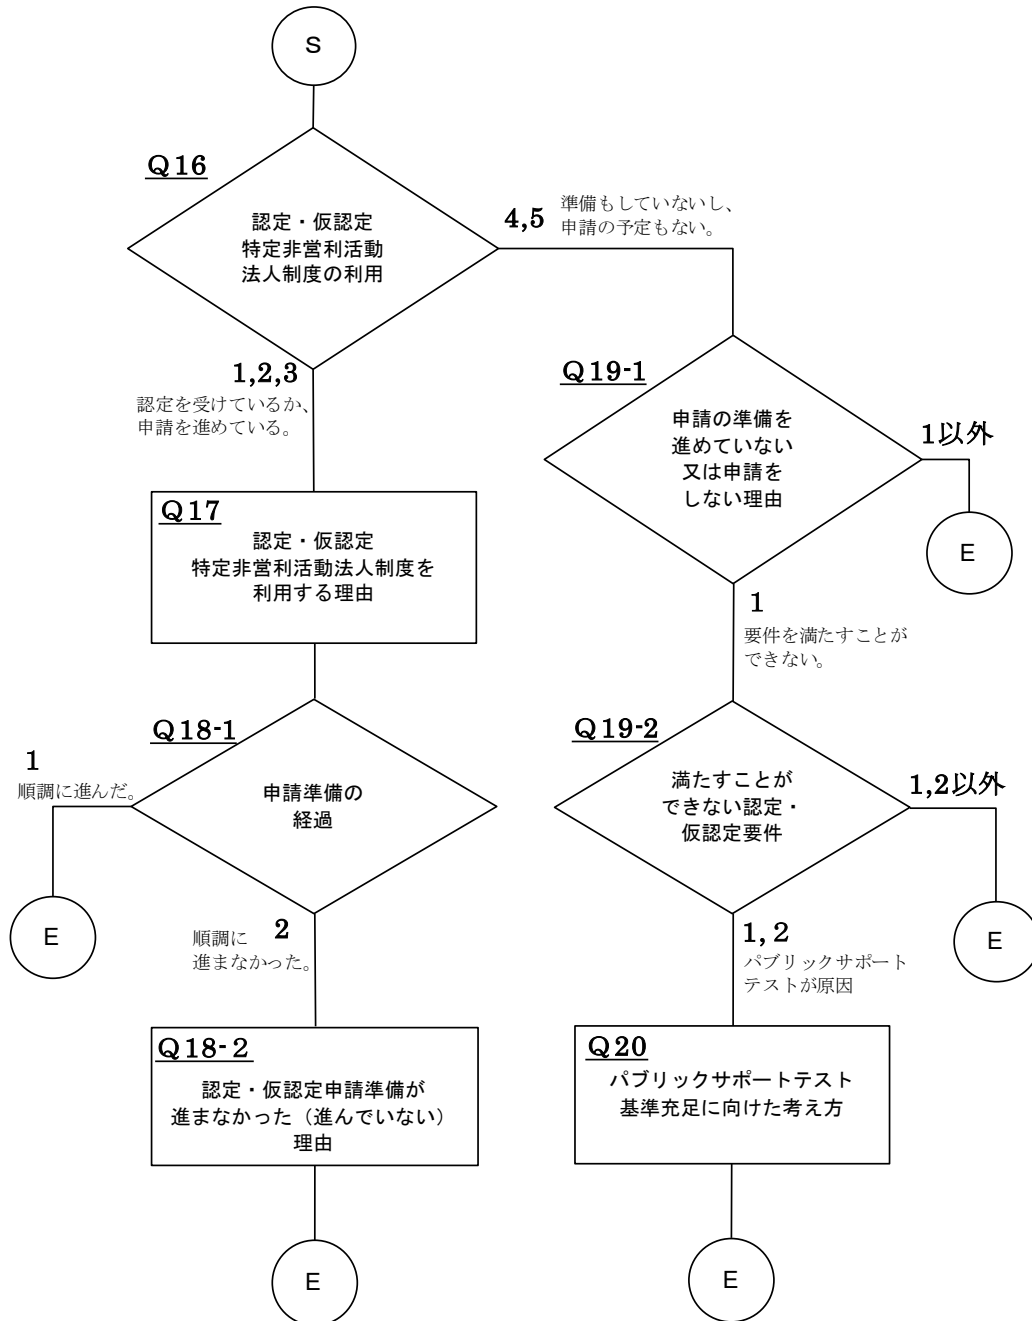 S
Q16
認定・仮認定
特定非営利活動
法人制度の利用
4,5
準備もしていないし、
申請の予定もない。
1,2,3
認定を受けているか、
申請を進めている。
Q19-1
申請の準備を
進めていない
又は申請を
しない理由
1以外
E
Q17
認定・仮認定
特定非営利活動法人制度を
利用する理由
1
要件を満たすことが
できない。
Q18-1
申請準備の
経過
1
順調に進んだ。
E
Q19-2
満たすことが
できない認定・
仮認定要件
1,2以外
E
順調に 2
進まなかった。
1,2
パブリックサポート
テストが原因
Q18-2
認定・仮認定申請準備が
進まなかった（進んでいない）
理由
E
Q20
パブリックサポートテスト
基準充足に向けた考え方
E